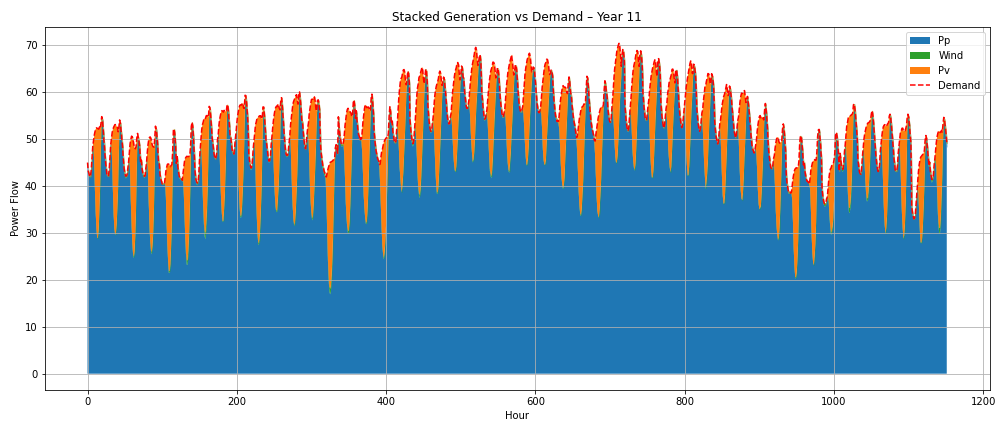 Stacked Generation vs Demand – Year 11
Power Flow
70
60
50
40
30
20
10
0
Pp
Wind
Pv
Demand
0 200 400 600 800 1000 1200
Hour